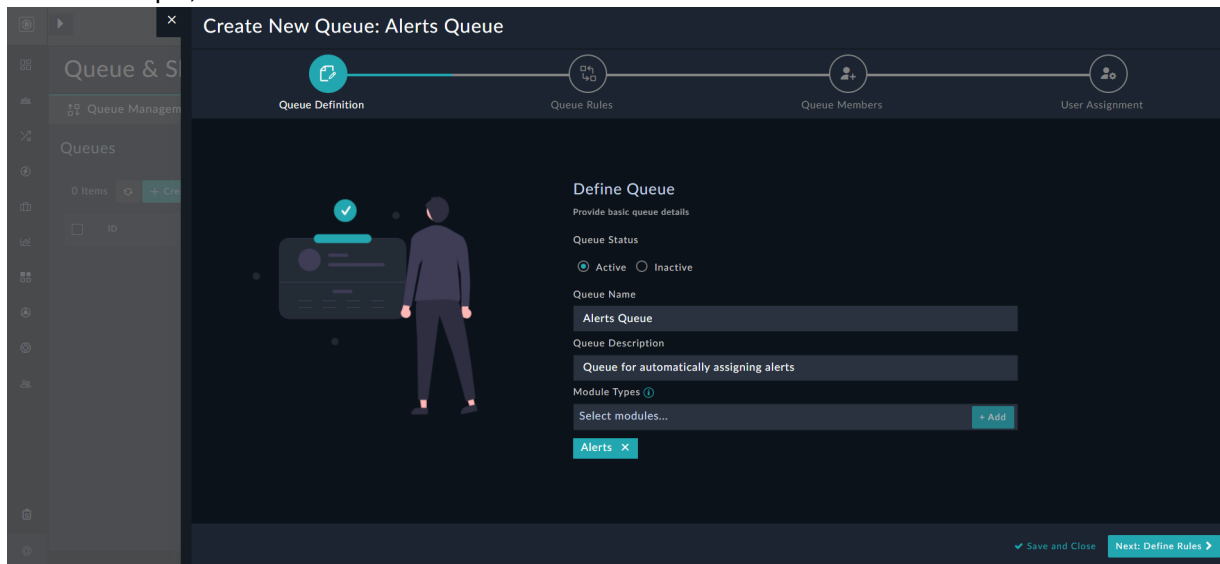 Create New Queue: Alerts Queue
Queue & S
Queue Definition
Queue Rules
Queue Members
User Assignment
Queue Managem
Queues
0 Items
+ Cre
ID
Define Queue
Provide basic queue details
Queue Status
Active
Inactive
Queue Name
Alerts Queue
Queue Description
Queue for automatically assigning alerts
Module Types
Select modules...
+ Add
Alerts ×
Save and Close
Next: Define Rules